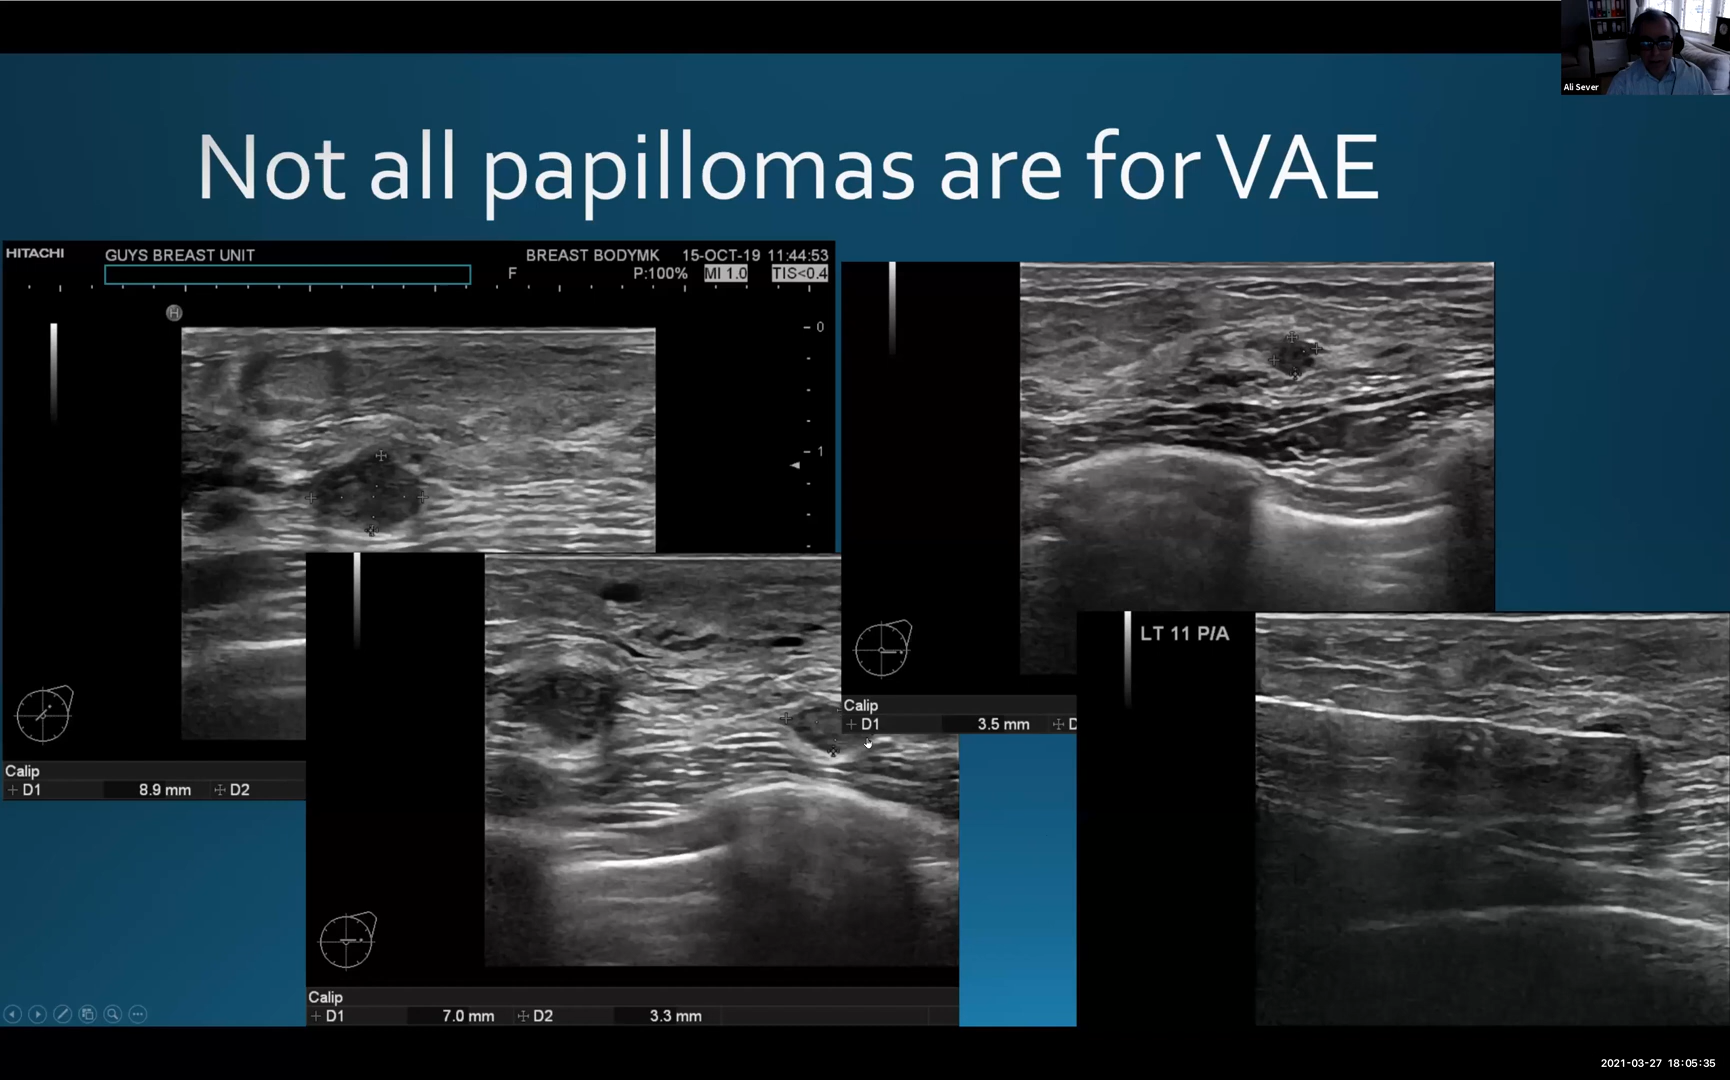 Ali Sever
Not all papillomas are for VAE
HITACHI GUYS BREAST UNIT BREAST BODYMK 15-OCT-19 11:44:53
F P:100% MI 1.0 TIS<0.4
H
0
1
Calip
D1 8.9 mm D2
Calip
D1 7.0 mm D2 3.3 mm
Calip
D1 3.5 mm D
LT 11 P/A
2021-03-27 18:05:35